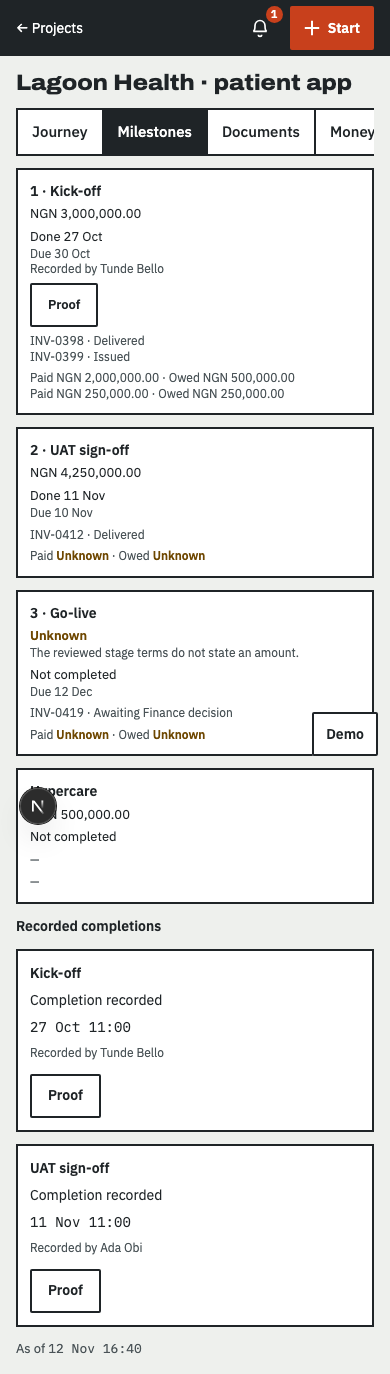 ← Projects
1
+ Start
Lagoon Health · patient app
Journey
Milestones
Documents
Money
1 · Kick-off
NGN 3,000,000.00
Done 27 Oct
Due 30 Oct
Recorded by Tunde Bello
Proof
INV-0398 · Delivered
INV-0399 · Issued
Paid NGN 2,000,000.00 · Owed NGN 500,000.00
Paid NGN 250,000.00 · Owed NGN 250,000.00
2 · UAT sign-off
NGN 4,250,000.00
Done 11 Nov
Due 10 Nov
INV-0412 · Delivered
Paid Unknown · Owed Unknown
3 · Go-live
Unknown
The reviewed stage terms do not state an amount.
Not completed
Due 12 Dec
INV-0419 · Awaiting Finance decision
Paid Unknown · Owed Unknown
Demo
N
500,000.00
Not completed
—
—
Recorded completions
Kick-off
Completion recorded
27 Oct 11:00
Recorded by Tunde Bello
Proof
UAT sign-off
Completion recorded
11 Nov 11:00
Recorded by Ada Obi
Proof
As of 12 Nov 16:40